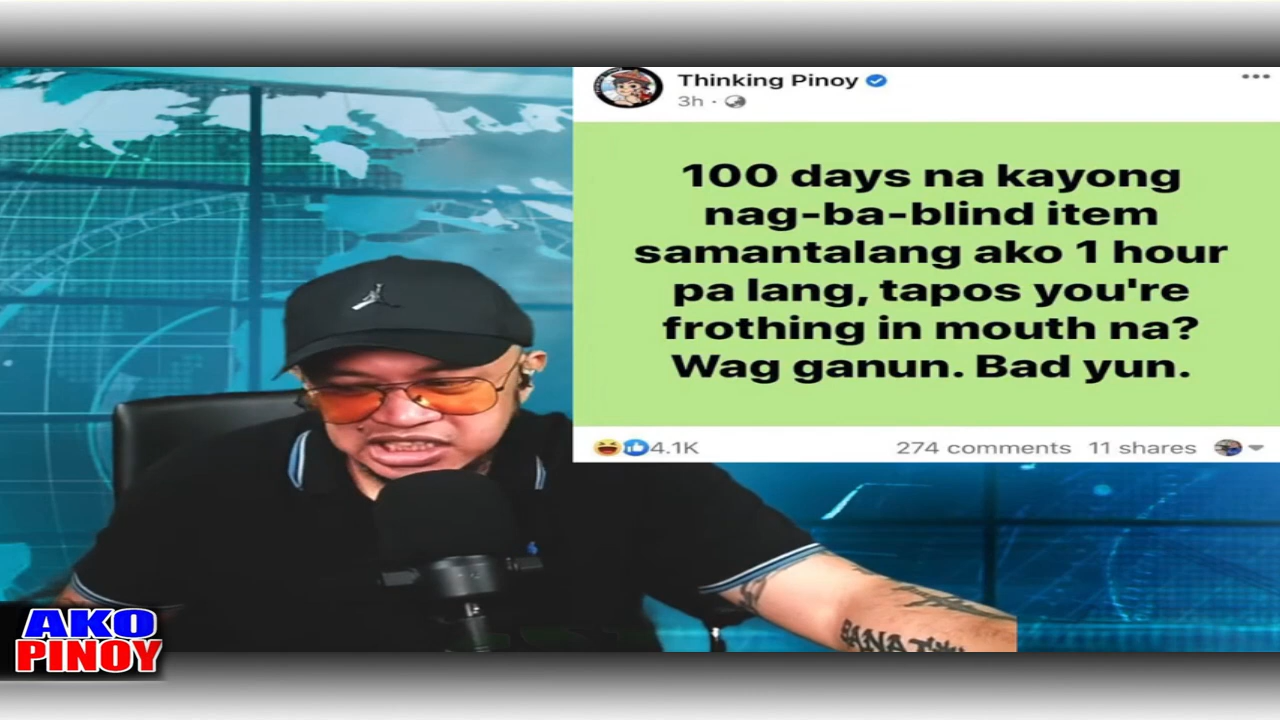 Thinking Pinoy
3h ·
100 days na kayong
nag-ba-blind item
samantalang ako 1 hour
pa lang, tapos you're
frothing in mouth na?
Wag ganun. Bad yun.
4.1K 274 comments 11 shares
AKO
PINOY